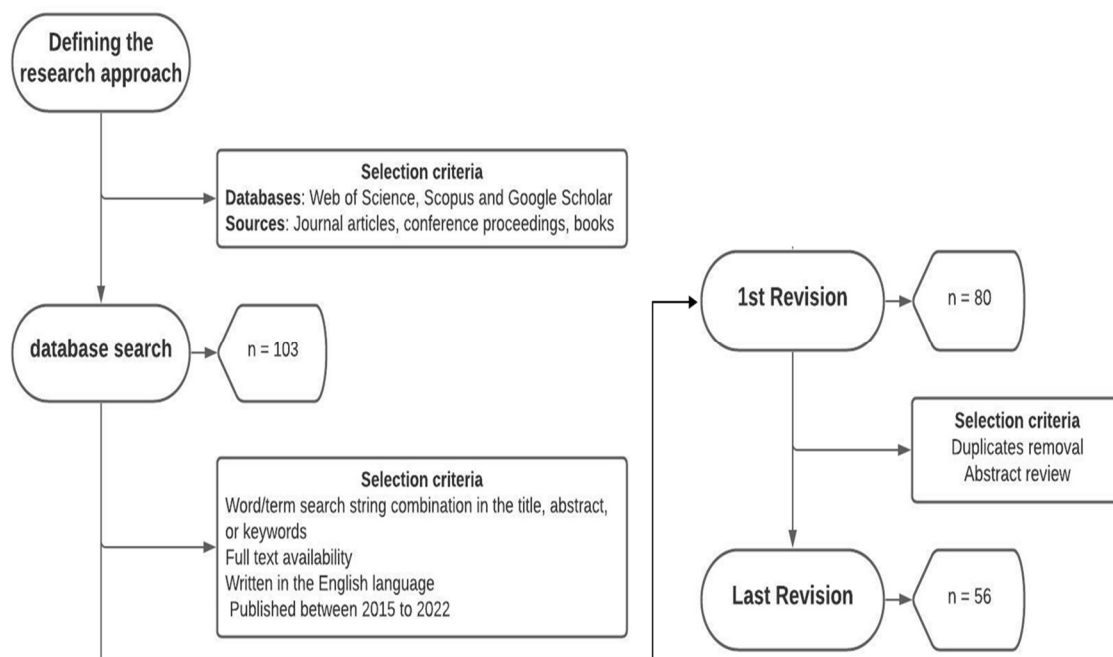 Defining the
research approach
Selection criteria
Databases: Web of Science, Scopus and Google Scholar
Sources: Journal articles, conference proceedings, books
database search
n = 103
Selection criteria
Word/term search string combination in the title, abstract,
or keywords
Full text availability
Written in the English language
Published between 2015 to 2022
1st Revision
n = 80
Selection criteria
Duplicates removal
Abstract review
Last Revision
n = 56